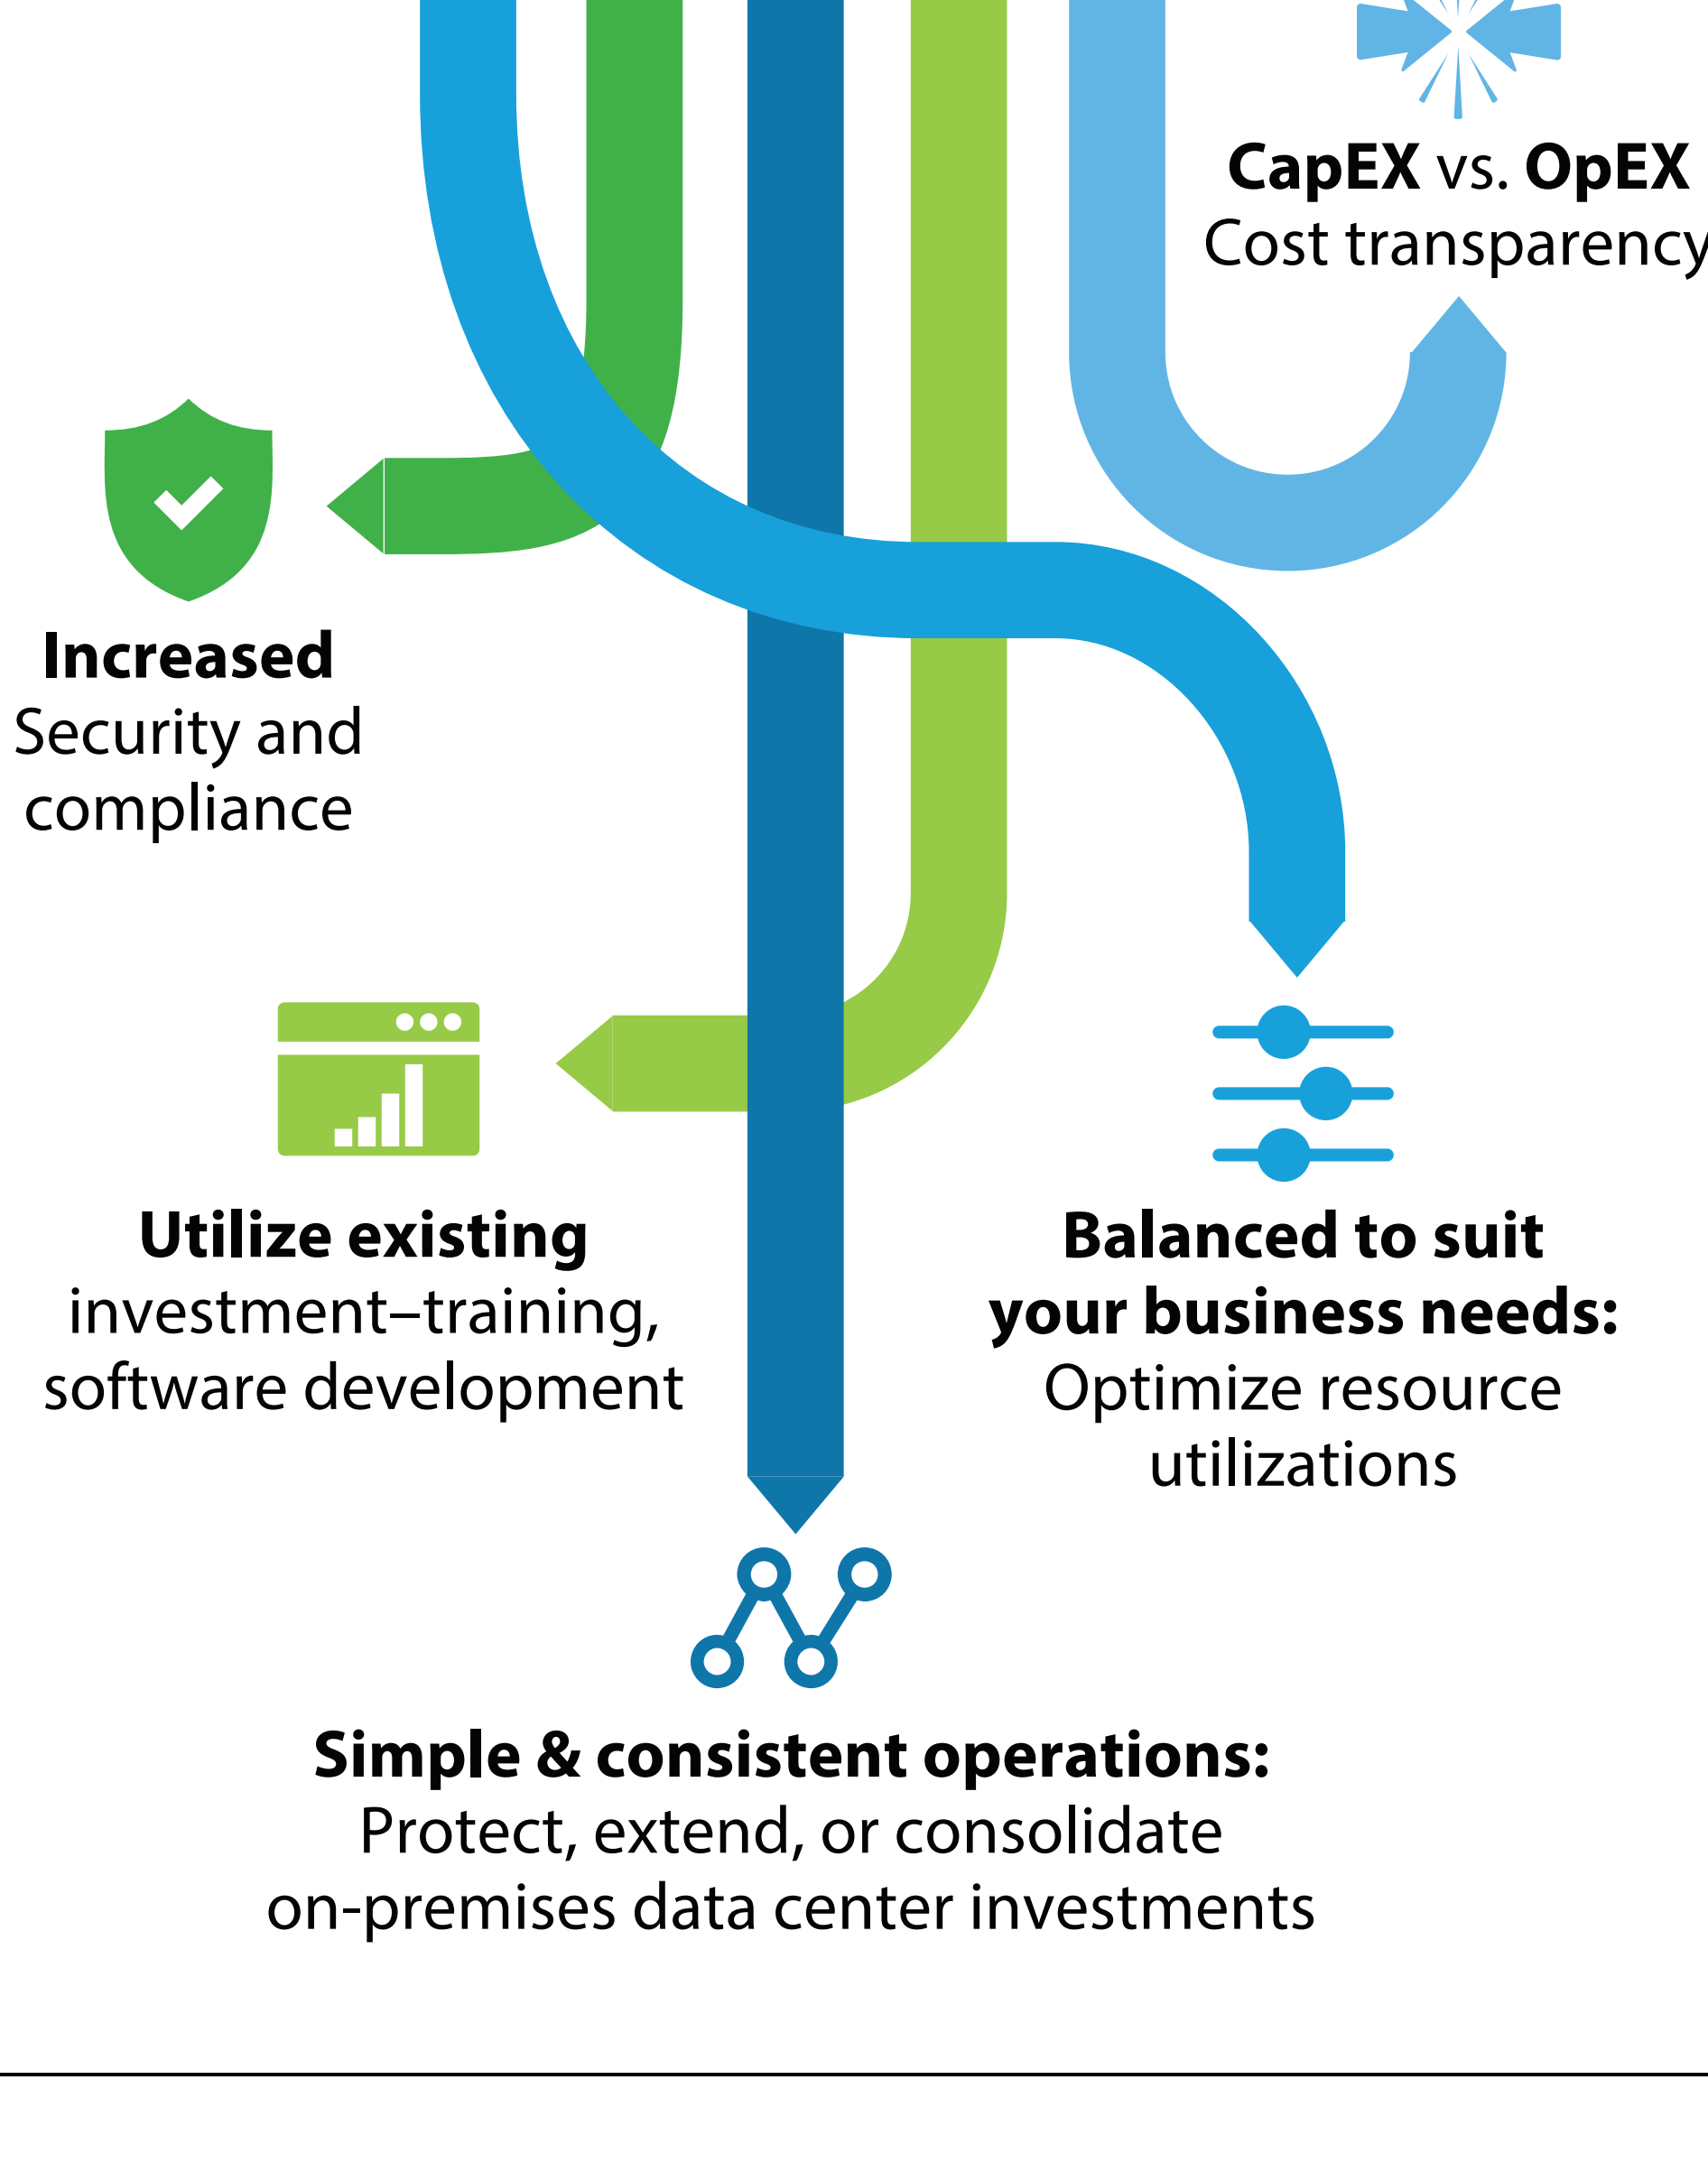 CapEX vs. OpEX
Cost transparency
Increased
Security and
compliance
Utilize existing
investment–training,
software development
Balanced to suit
your business needs:
Optimize resource
utilizations
Simple & consistent operations:
Protect, extend, or consolidate
on-premises data center investments